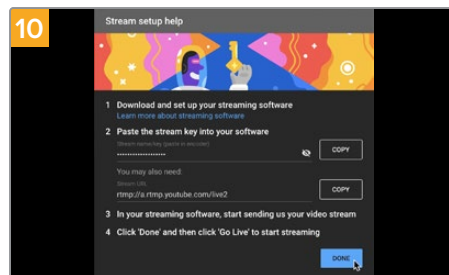 10
Stream setup help
1 Download and set up your streaming software
Learn more about streaming software
2 Paste the stream key into your software
Stream name/key (paste in encoder)
••••••••••••••••••••
COPY
You may also need:
Stream URL
rtmp://a.rtmp.youtube.com/live2
COPY
3 In your streaming software, start sending us your video stream
4 Click 'Done' and then click 'Go Live' to start streaming
DONE